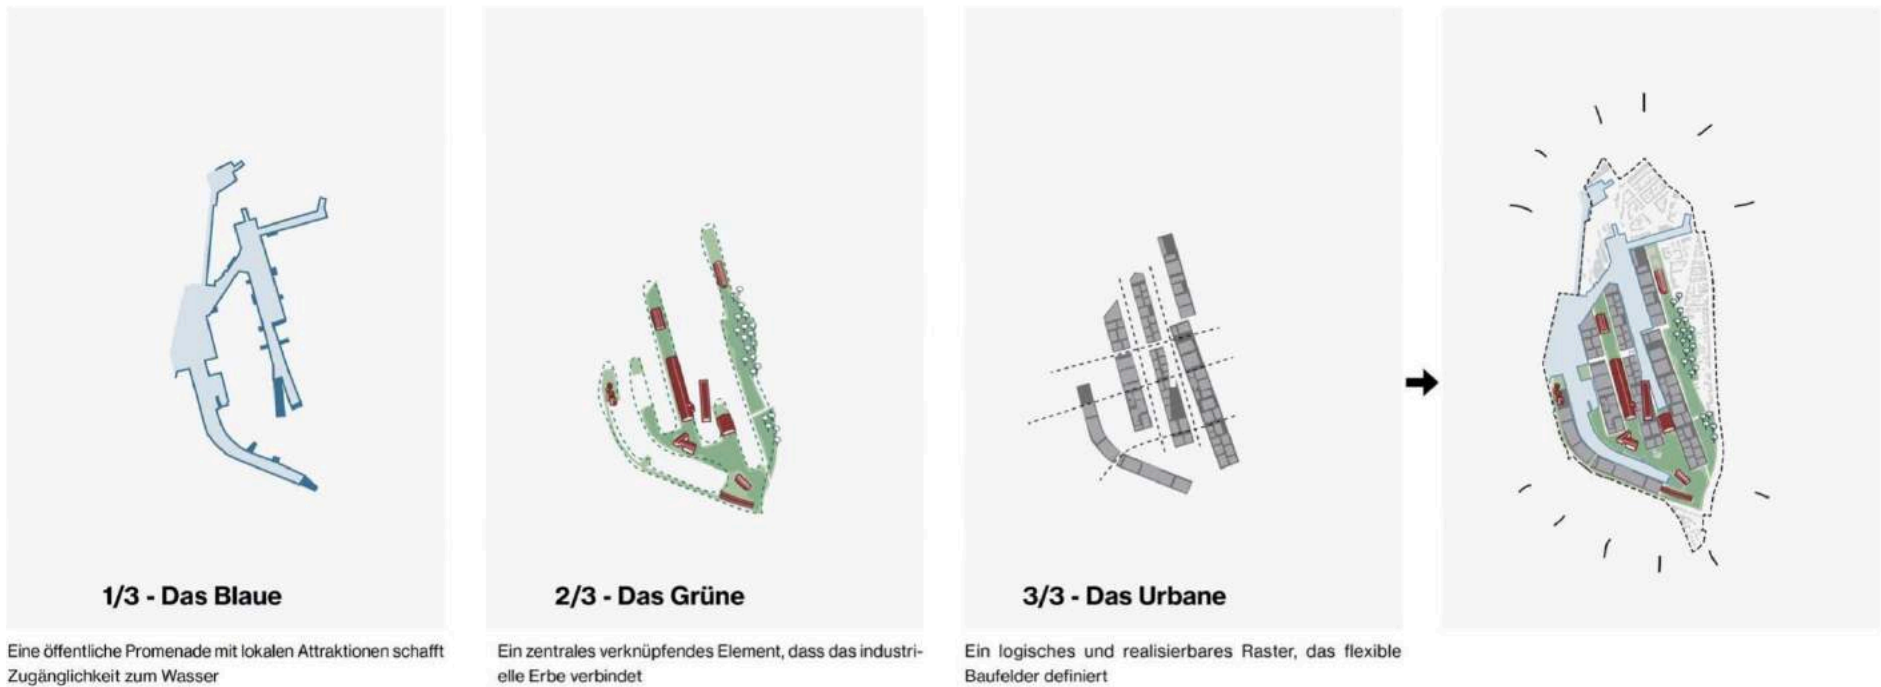 1/3 - Das Blaue
Eine öffentliche Promenade mit lokalen Attraktionen schafft
Zugänglichkeit zum Wasser
2/3 - Das Grüne
Ein zentrales verknüpfendes Element, dass das industri-
elle Erbe verbindet
3/3 - Das Urbane
Ein logisches und realisierbares Raster, das flexible
Baufelder definiert